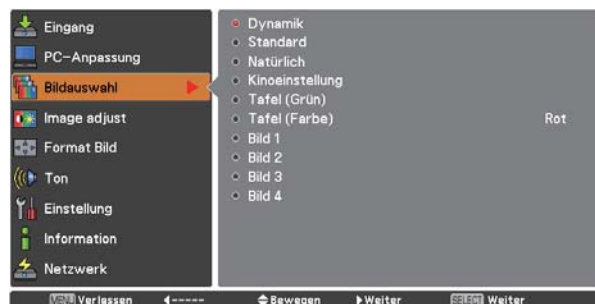 Eingang
PC-Anpassung
Bildauswahl
Image adjust
Format Bild
Ton
Einstellung
Information
Netzwerk
Dynamik
Standard
Natürlich
Kinoeinstellung
Tafel (Grün)
Tafel (Farbe) Rot
Bild 1
Bild 2
Bild 3
Bild 4
MENU Verlassen ◀----- Bewegen ▶Weiter SELECT Weiter